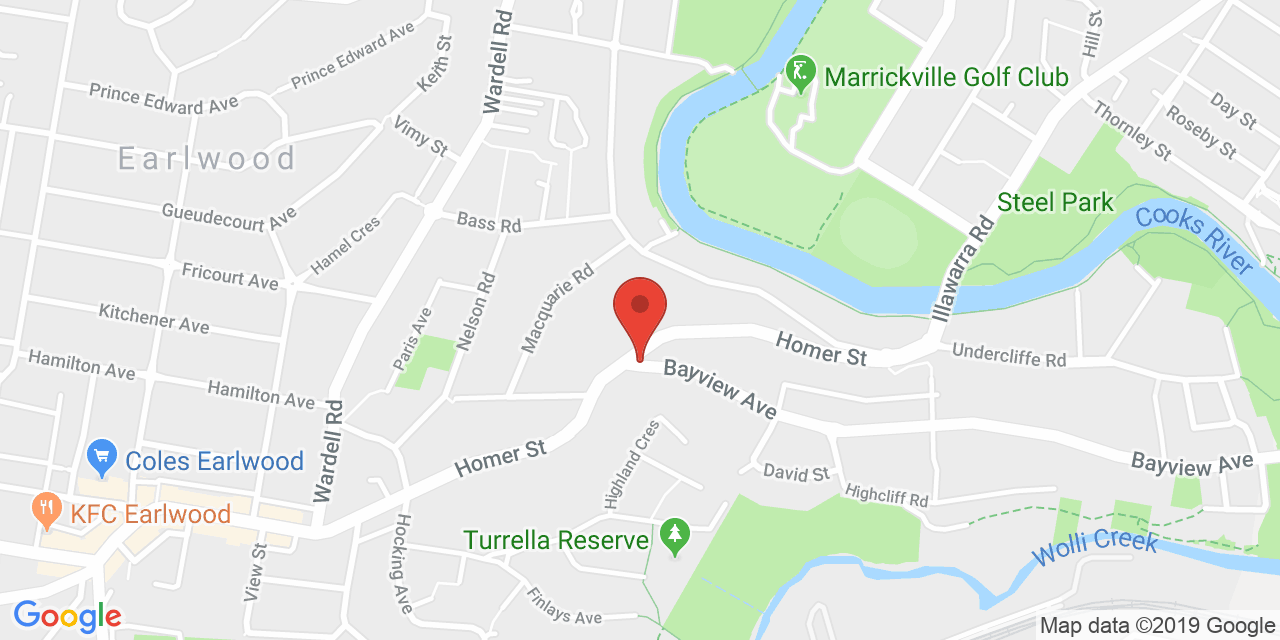 Prince Edward Ave
Keith St
Wardell Rd
Hill St
Marrickville Golf Club
Prince Edward Ave
Vimy St
Day St
Roseby St
Thornley St
Earlwood
Gueudecourt Ave
Bass Rd
Steel Park
Cooks River
Hamel Cres
Illawarra Rd
Fricourt Ave
Nelson Rd
Macquarie Rd
Kitchener Ave
Paris Ave
Homer St
Undercliffe Rd
Hamilton Ave
Hamilton Ave
Bayview Ave
Wardell Rd
Coles Earlwood
Homer St
Highland Cres
David St
Bayview Ave
Highcliff Rd
KFC Earlwood
Turrella Reserve
Wolli Creek
Hocking Ave
View St
Finlays Ave
Google
Map data ©2019 Google